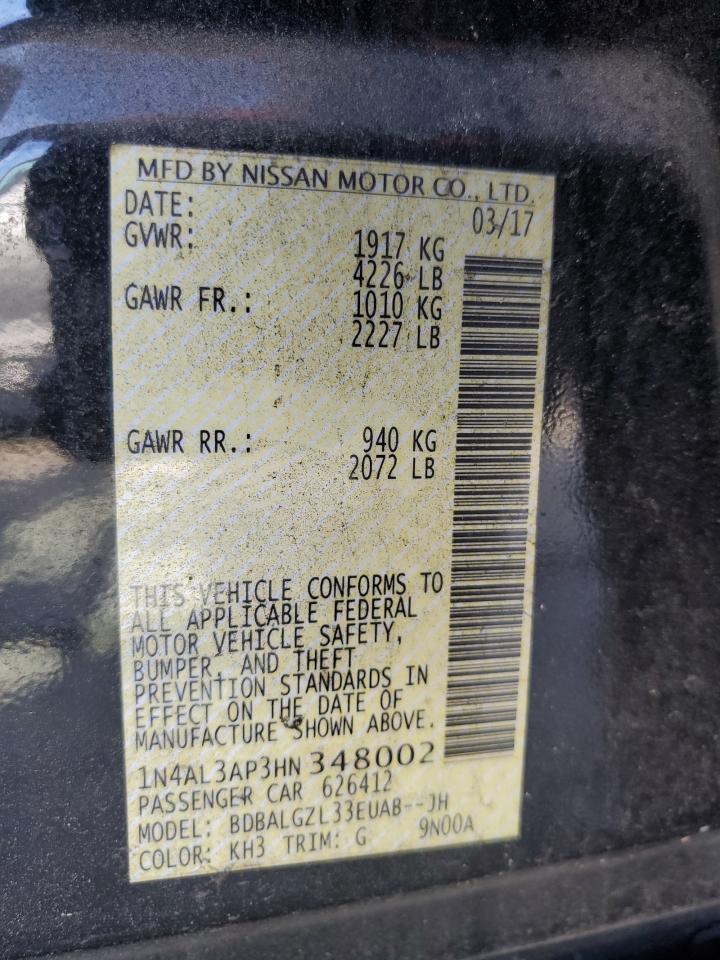 MFD BY NISSAN MOTOR CO., LTD.
DATE: 03/17
GVWR: 1917 KG
4226 LB
GAWR FR.: 1010 KG
2227 LB
GAWR RR.: 940 KG
2072 LB
THIS VEHICLE CONFORMS TO
ALL APPLICABLE FEDERAL
MOTOR VEHICLE SAFETY,
BUMPER, AND THEFT
PREVENTION STANDARDS IN
EFFECT ON THE DATE OF
MANUFACTURE SHOWN ABOVE.
1N4AL3AP3HN348002
PASSENGER CAR 626412
MODEL: BDBALGZL33EUAB--JH
COLOR: KH3 TRIM: G 9N00A